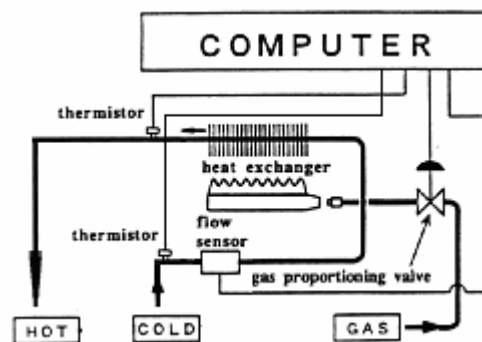 COMPUTER
thermistor
heat exchanger
flow
sensor
thermistor
gas proportioning valve
HOT
COLD
GAS